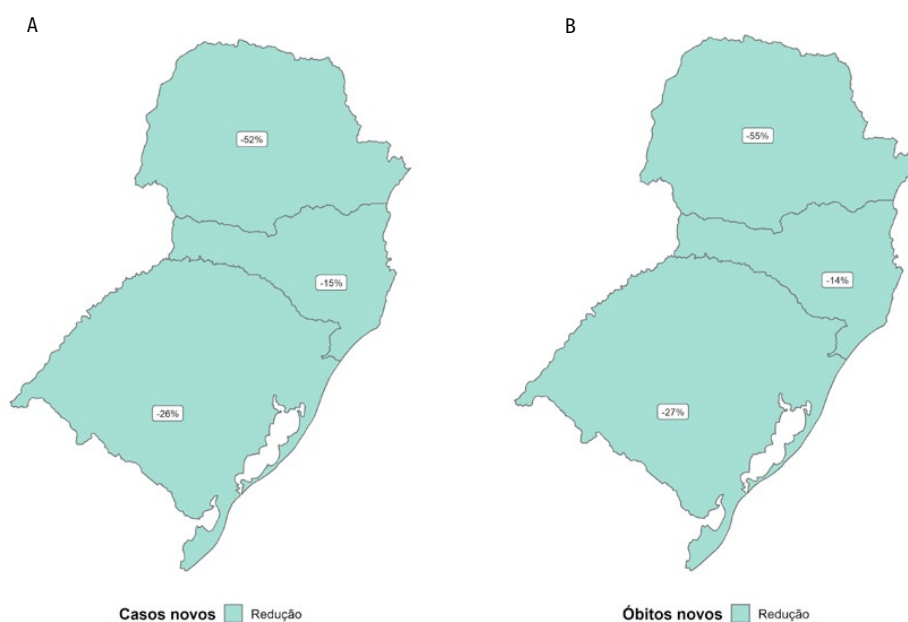 A
B
-52%
-55%
-15%
-14%
-26%
-27%
Casos novos Redução
Óbitos novos Redução